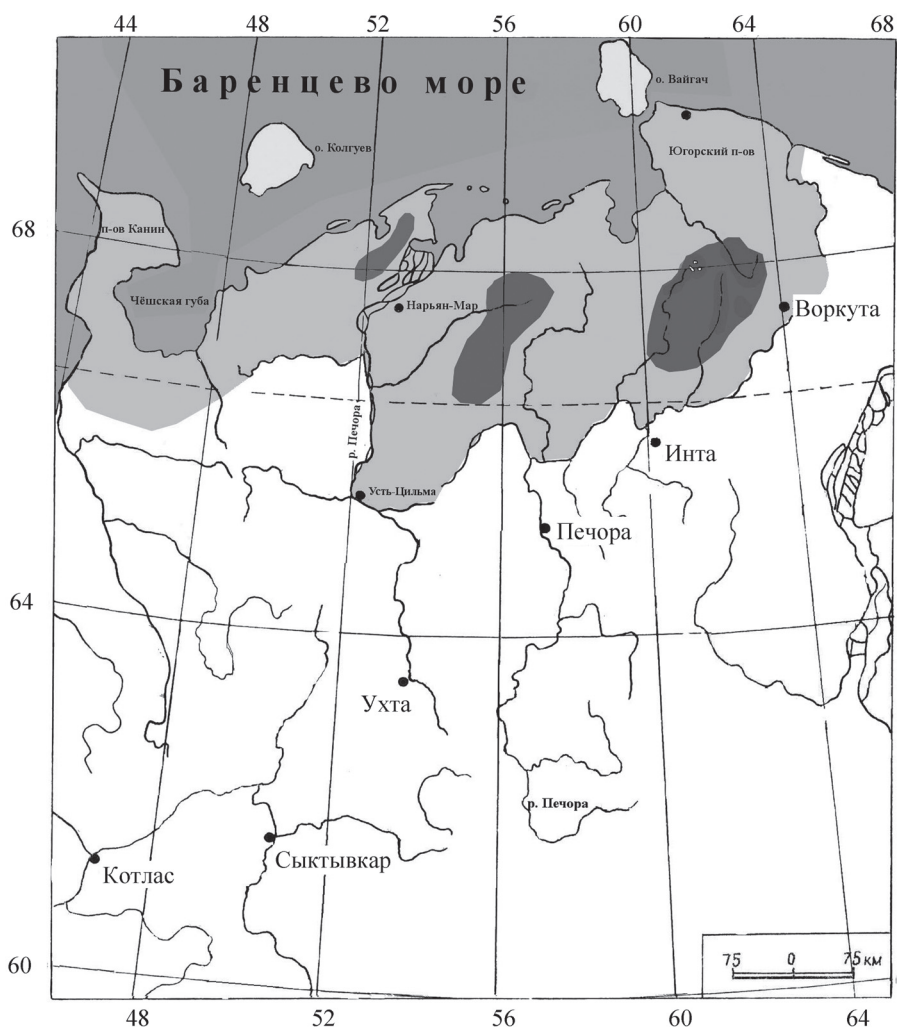 44 48 52 56 60 64 68
Баренцево море
о. Вайгач
о. Колгуев
Югорский п-ов
68
п-ов Канин
Чёшская губа
Нарьян-Мар
Воркута
р. Печора
Инта
Усть-Цильма
Печора
64
Ухта
р. Печора
Сыктывкар
Котлас
60
75 0 75 км
48 52 56 60 64